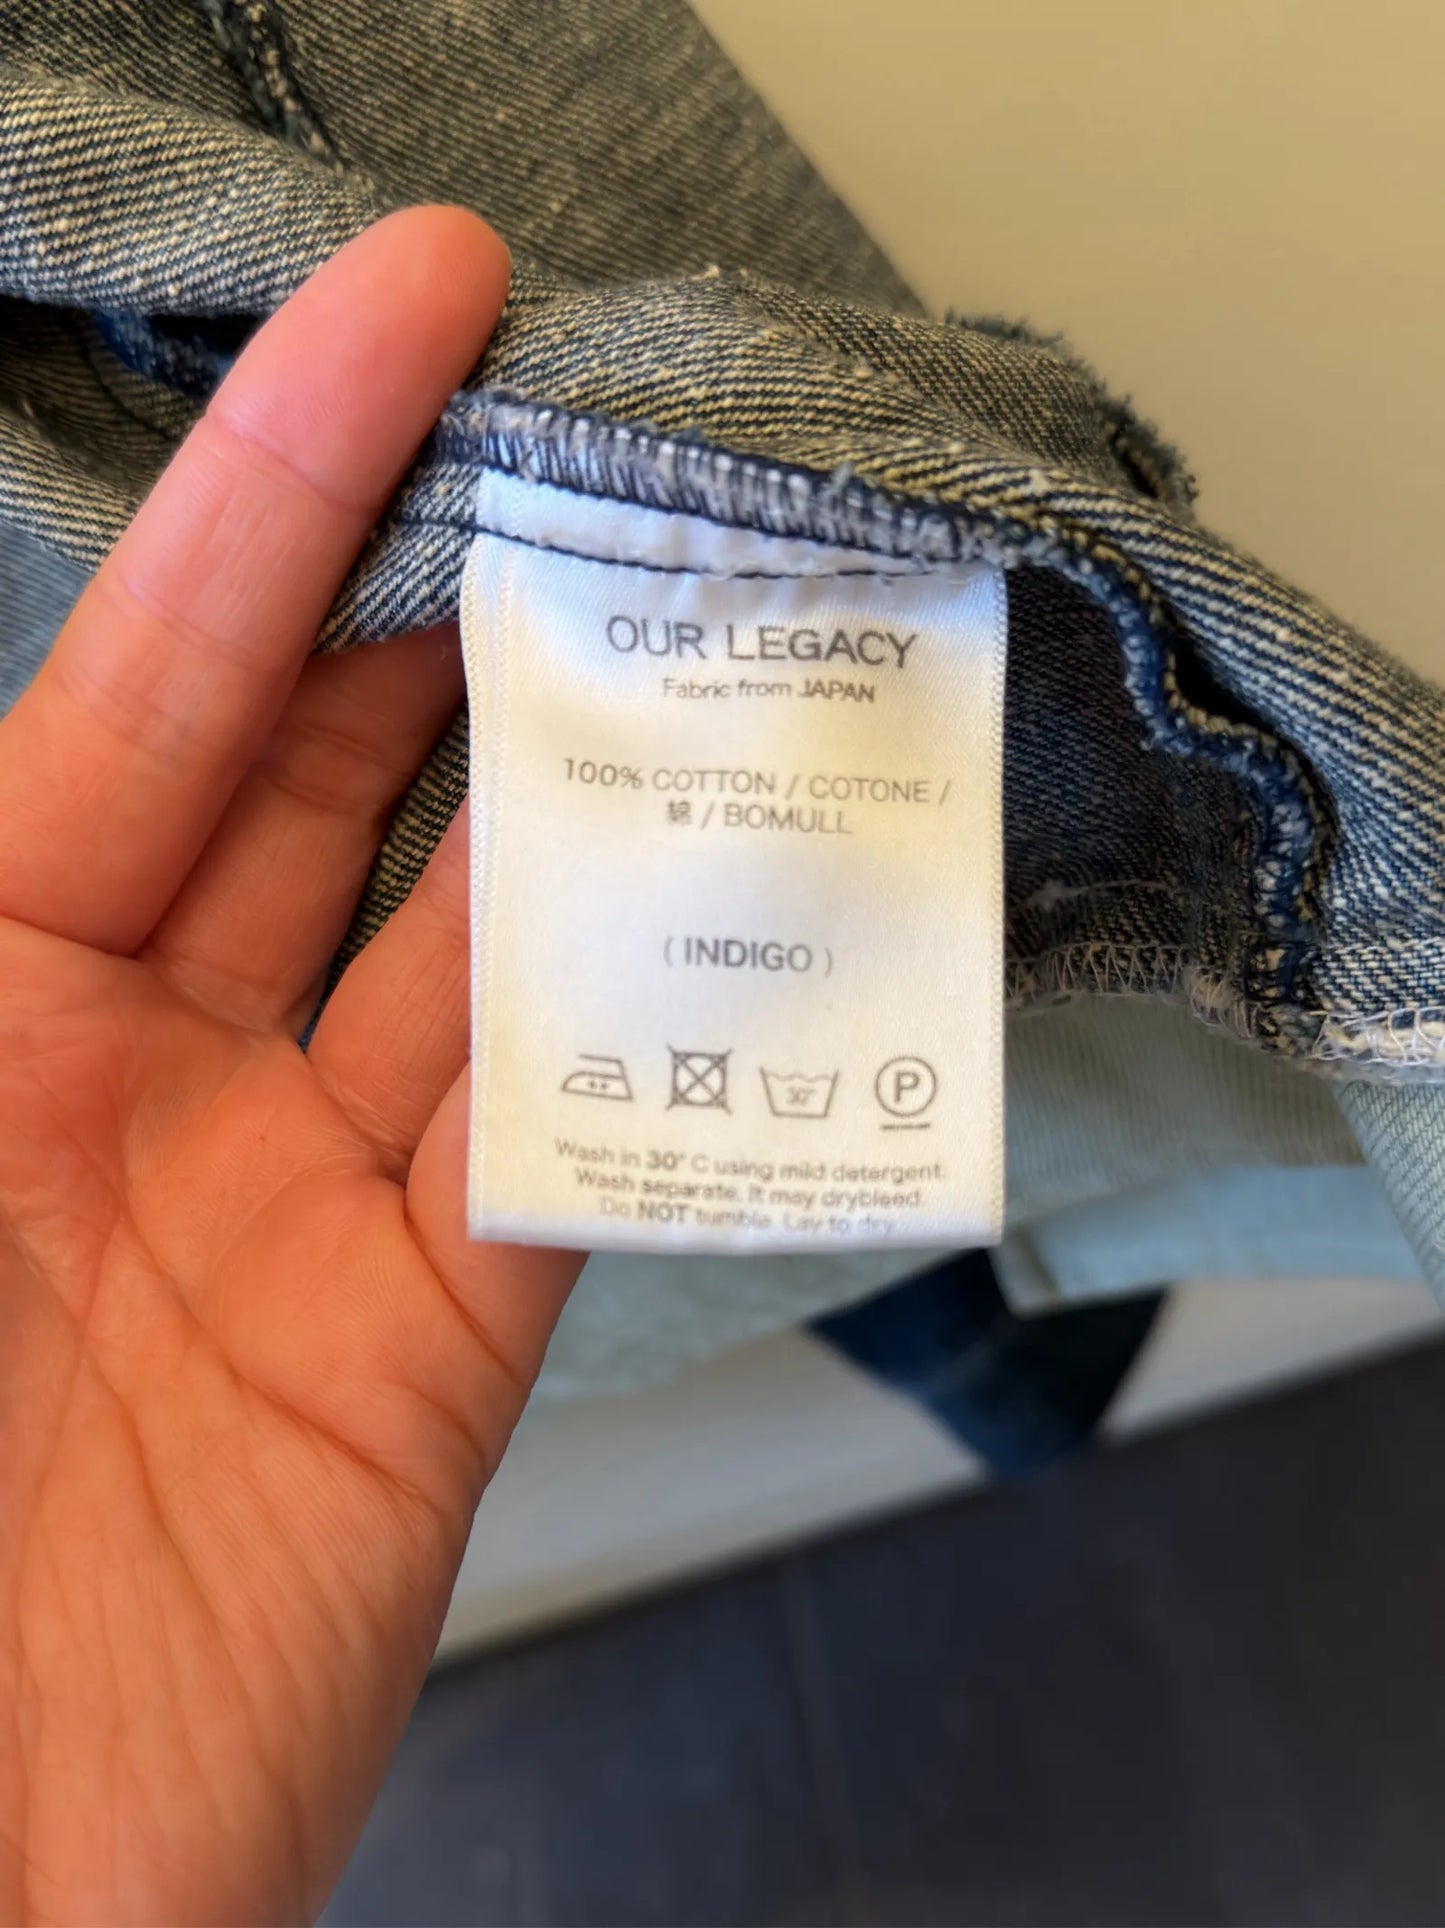 OUR LEGACY
Fabric from JAPAN
100% COTTON / COTONE /
綿 / BOMULL
( INDIGO )
30° P
Wash in 30° C using mild detergent.
Wash separate. It may drybleed.
Do NOT tumble. Lay to dry.